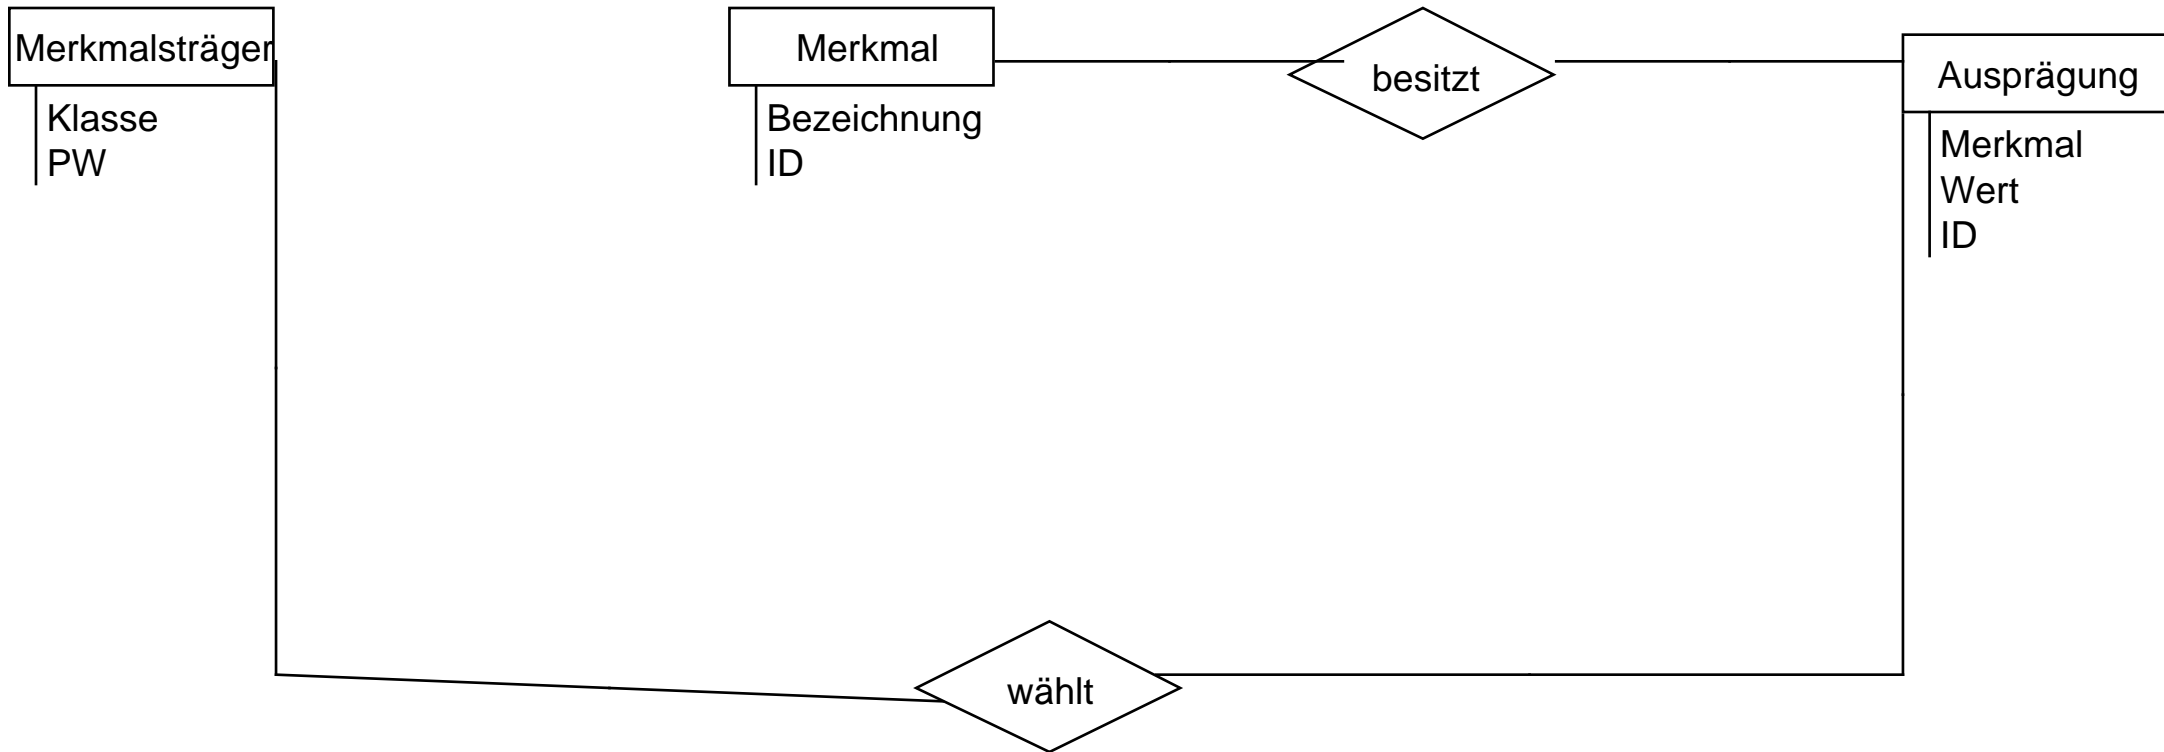 Merkmalsträger
Klasse
PW
Merkmal
Bezeichnung
ID
besitzt
Ausprägung
Merkmal
Wert
ID
wählt